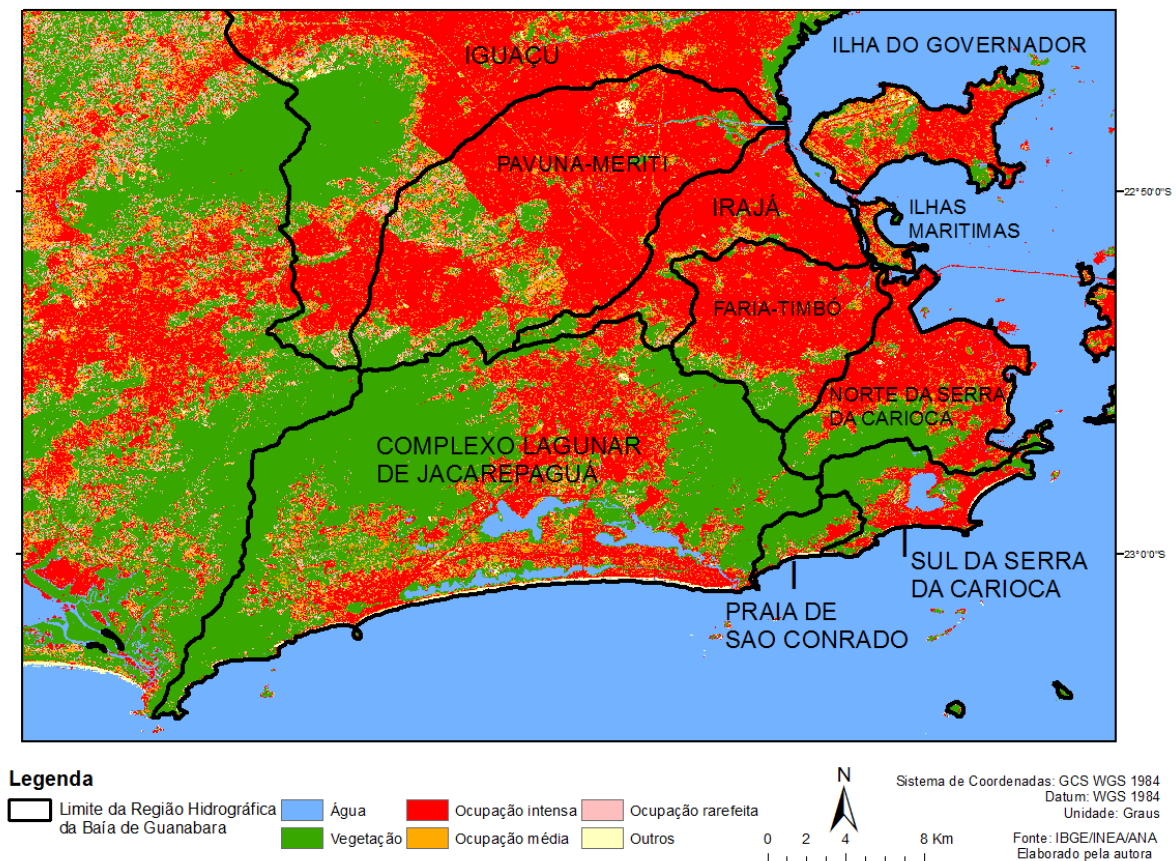 IGUAÇU
ILHA DO GOVERNADOR
PAVUNA-MERITI
22°50'0"S
IRAJÁ
ILHAS
MARITIMAS
FARIA-TIMBÓ
NORTE DA SERRA
DA CARIOCA
COMPLEXO LAGUNAR
DE JACAREPAGUA
23°0'0"S
SUL DA SERRA
DA CARIOCA
PRAIA DE
SAO CONRADO
Legenda
Limite da Região Hidrográfica
da Baía de Guanabara
Água
Vegetação
Ocupação intensa
Ocupação média
Ocupação rarefeita
Outros
N
0 2 4 8 Km
Sistema de Coordenadas: GCS WGS 1984
Datum: WGS 1984
Unidade: Graus
Fonte: IBGE/INEA/ANA
Elaborado pela autora